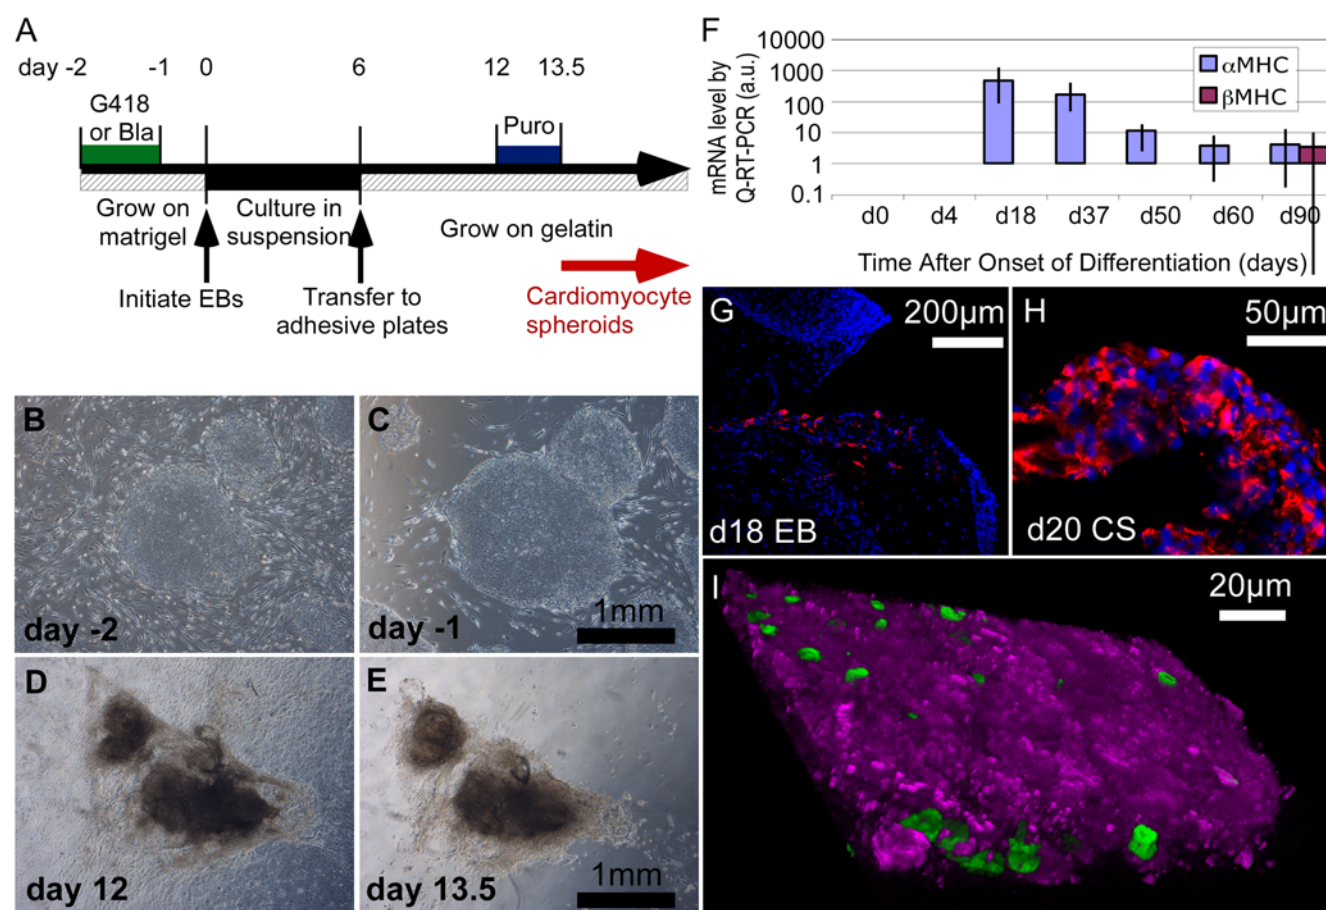 A
day -2 -1 0 6 12 13.5
G418
or Bla
Puro
Grow on
matrigel
Culture in
suspension
Grow on gelatin
Initiate EBs
Transfer to
adhesive plates
Cardiomyocyte
spheroids
B
day -2
C
1mm
day -1
D
day 12
E
1mm
day 13.5
F
mRNA level by
Q-RT-PCR (a.u.)
10000
1000
100
10
1
0.1
αMHC
βMHC
d0 d4 d18 d37 d50 d60 d90
Time After Onset of Differentiation (days)
G
200μm
d18 EB
H
50μm
d20 CS
I
20μm